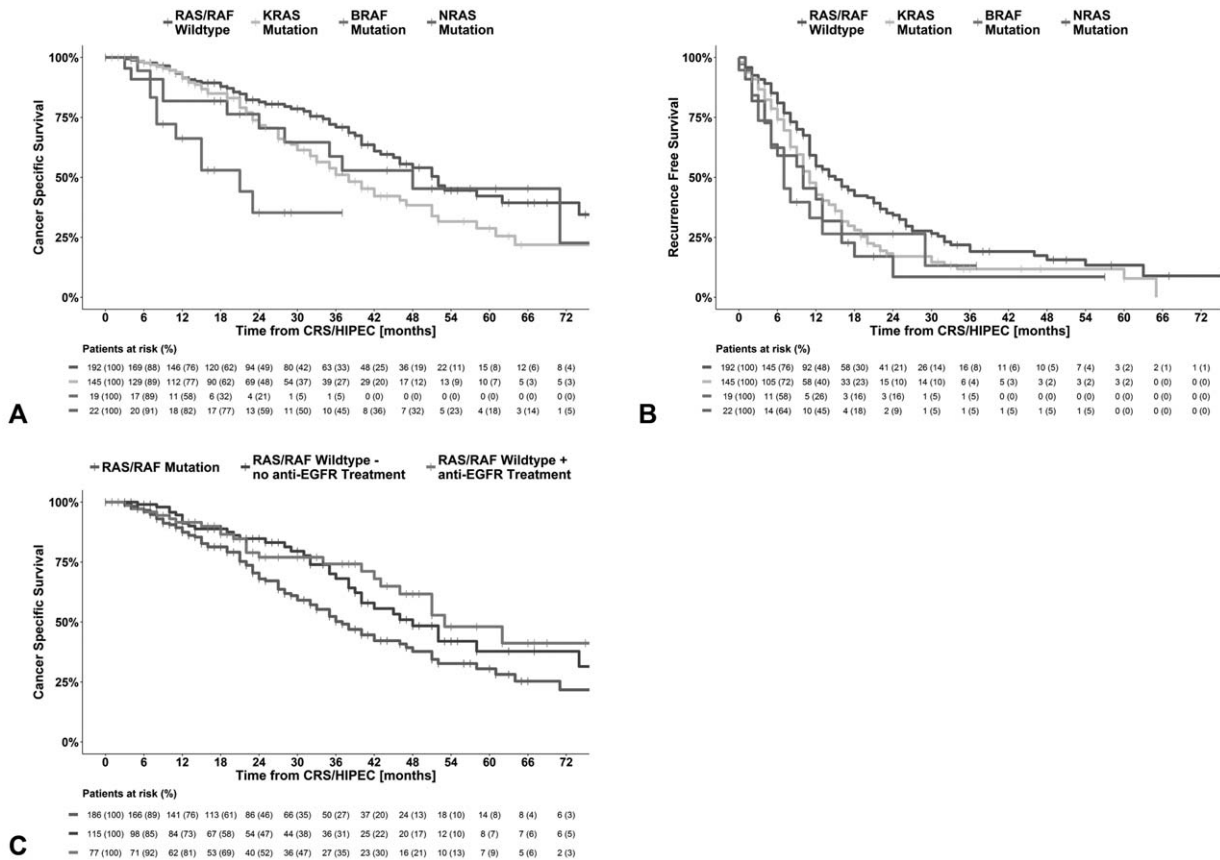 RAS/RAF Wildtype
KRAS Mutation
BRAF Mutation
NRAS Mutation
100%
75%
50%
25%
0%
Cancer Specific Survival
0 6 12 18 24 30 36 42 48 54 60 66 72
Time from CRS/HIPEC [months]
Patients at risk (%)
192 (100) 169 (88) 146 (76) 120 (62) 94 (49) 80 (42) 63 (33) 48 (25) 36 (19) 22 (11) 15 (8) 12 (6) 8 (4)
145 (100) 129 (89) 112 (77) 90 (62) 69 (48) 54 (37) 39 (27) 29 (20) 17 (12) 13 (9) 10 (7) 5 (3) 5 (3)
19 (100) 17 (89) 11 (58) 6 (32) 4 (21) 1 (5) 1 (5) 0 (0) 0 (0) 0 (0) 0 (0) 0 (0) 0 (0)
22 (100) 20 (91) 18 (82) 17 (77) 13 (59) 11 (50) 10 (45) 8 (36) 7 (32) 5 (23) 4 (18) 3 (14) 1 (5)
A
RAS/RAF Wildtype
KRAS Mutation
BRAF Mutation
NRAS Mutation
100%
75%
50%
25%
0%
Recurrence Free Survival
0 6 12 18 24 30 36 42 48 54 60 66 72
Time from CRS/HIPEC [months]
Patients at risk (%)
192 (100) 145 (76) 92 (48) 58 (30) 41 (21) 26 (14) 16 (8) 11 (6) 10 (5) 7 (4) 3 (2) 2 (1) 1 (1)
145 (100) 105 (72) 58 (40) 33 (23) 15 (10) 14 (10) 6 (4) 5 (3) 3 (2) 3 (2) 3 (2) 0 (0) 0 (0)
19 (100) 11 (58) 5 (26) 3 (16) 3 (16) 1 (5) 1 (5) 0 (0) 0 (0) 0 (0) 0 (0) 0 (0) 0 (0)
22 (100) 14 (64) 10 (45) 4 (18) 2 (9) 1 (5) 1 (5) 1 (5) 1 (5) 1 (5) 0 (0) 0 (0) 0 (0)
B
RAS/RAF Mutation
RAS/RAF Wildtype - no anti-EGFR Treatment
RAS/RAF Wildtype + anti-EGFR Treatment
100%
75%
50%
25%
0%
Cancer Specific Survival
0 6 12 18 24 30 36 42 48 54 60 66 72
Time from CRS/HIPEC [months]
Patients at risk (%)
186 (100) 166 (89) 141 (76) 113 (61) 86 (46) 66 (35) 50 (27) 37 (20) 24 (13) 18 (10) 14 (8) 8 (4) 6 (3)
115 (100) 98 (85) 84 (73) 67 (58) 54 (47) 44 (38) 36 (31) 25 (22) 20 (17) 12 (10) 8 (7) 7 (6) 6 (5)
77 (100) 71 (92) 62 (81) 53 (69) 40 (52) 36 (47) 27 (35) 23 (30) 16 (21) 10 (13) 7 (9) 5 (6) 2 (3)
C